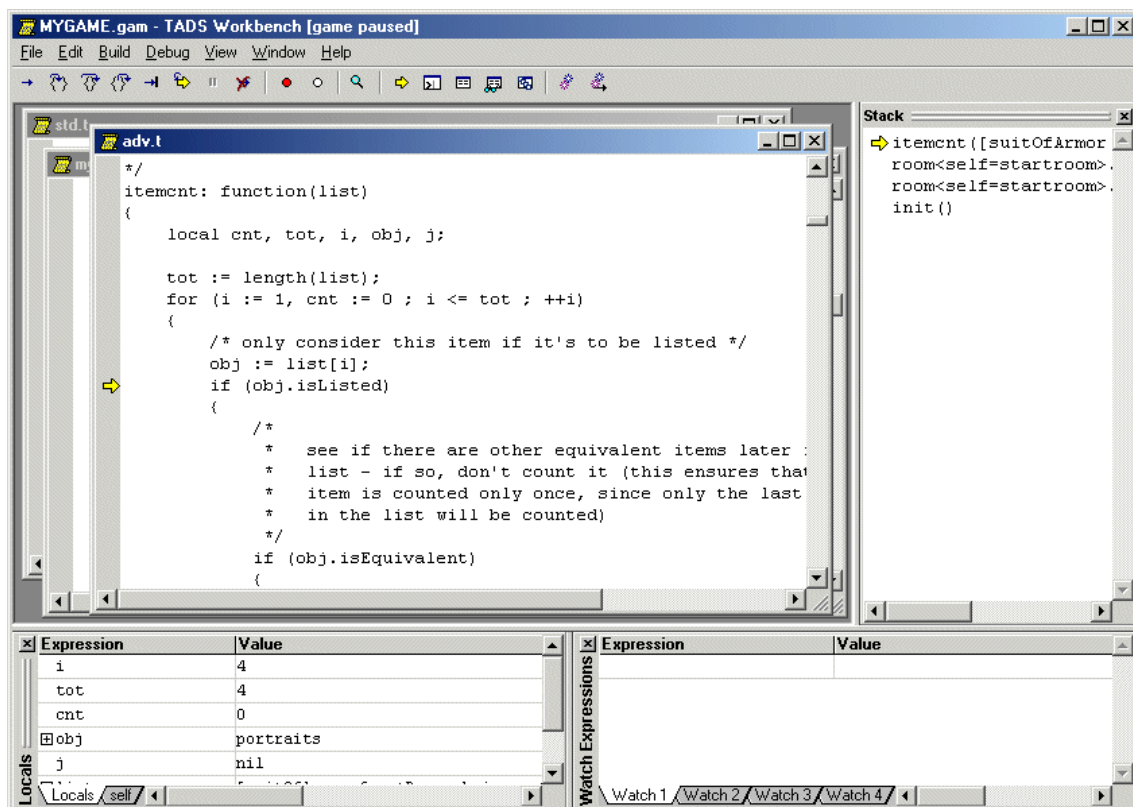 MYGAME.gam - TADS Workbench [game paused]
File Edit Build Debug View Window Help
std.t
adv.t
*/
itemcnt: function(list)
{
local cnt, tot, i, obj, j;
tot := length(list);
for (i := 1, cnt := 0 ; i <= tot ; ++i)
{
/* only consider this item if it's to be listed */
obj := list[i];
if (obj.isListed)
{
/*
* see if there are other equivalent items later
* list - if so, don't count it (this ensures that
* item is counted only once, since only the last
* in the list will be counted)
*/
if (obj.isEquivalent)
{
Stack
itemcnt([suitOfArmor
room<self=startroom>.
room<self=startroom>.
init()
Expression Value
i 4
tot 4
cnt 0
obj portraits
j nil
Locals
Locals self
Expression Value
Watch Expressions
Watch 1 Watch 2 Watch 3 Watch 4